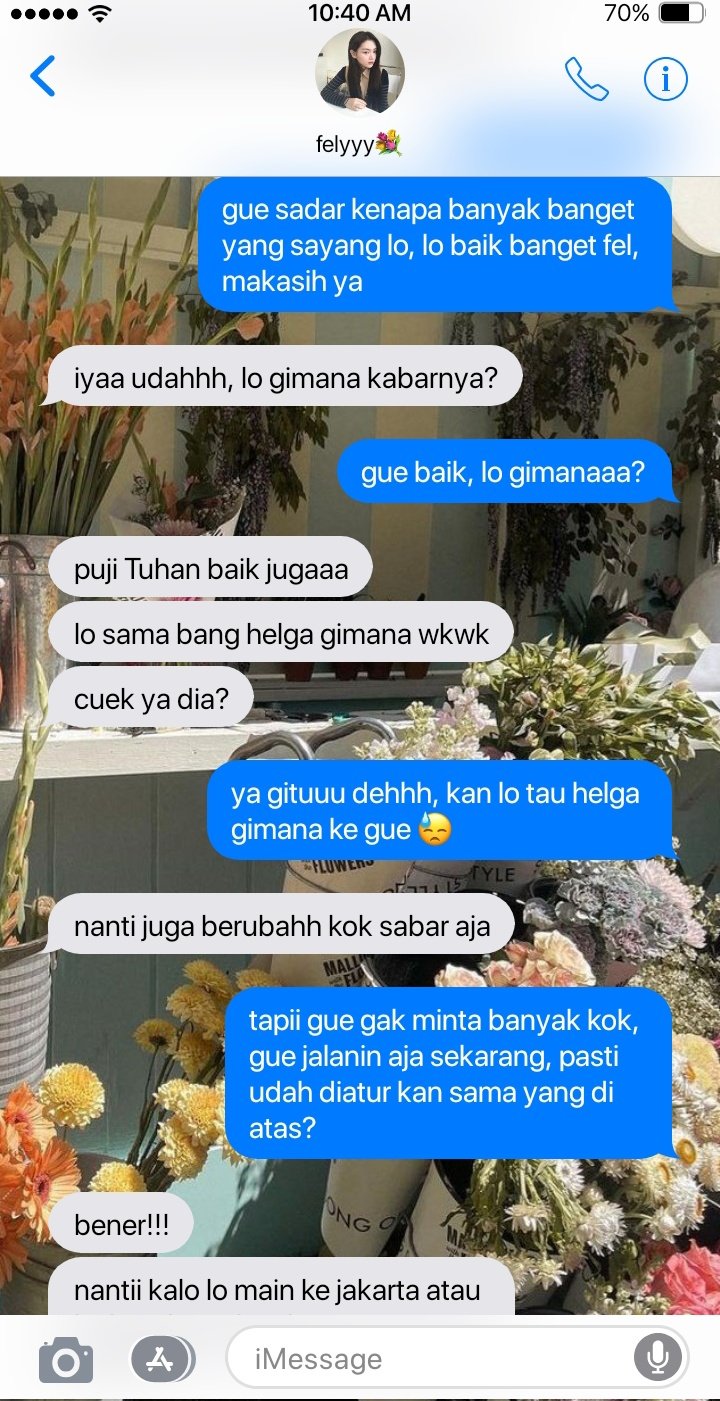 10:40 AM
70%
felyyy💐
gue sadar kenapa banyak banget
yang sayang lo, lo baik banget fel,
makasih ya
iyaa udahhh, lo gimana kabarnya?
gue baik, lo gimanaaa?
puji Tuhan baik jugaaa
lo sama bang helga gimana wkwk
cuek ya dia?
ya gituuu dehhh, kan lo tau helga
gimana ke gue 😓
FLOWERS
TYLE
nanti juga berubahh kok sabar aja
tapii gue gak minta banyak kok,
gue jalanin aja sekarang, pasti
udah diatur kan sama yang di
atas?
bener!!!
nantii kalo lo main ke jakarta atau
iMessage